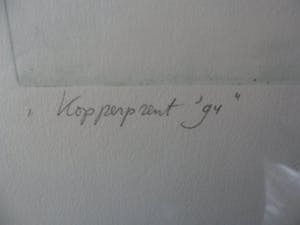 „ Kopperprent '94 "